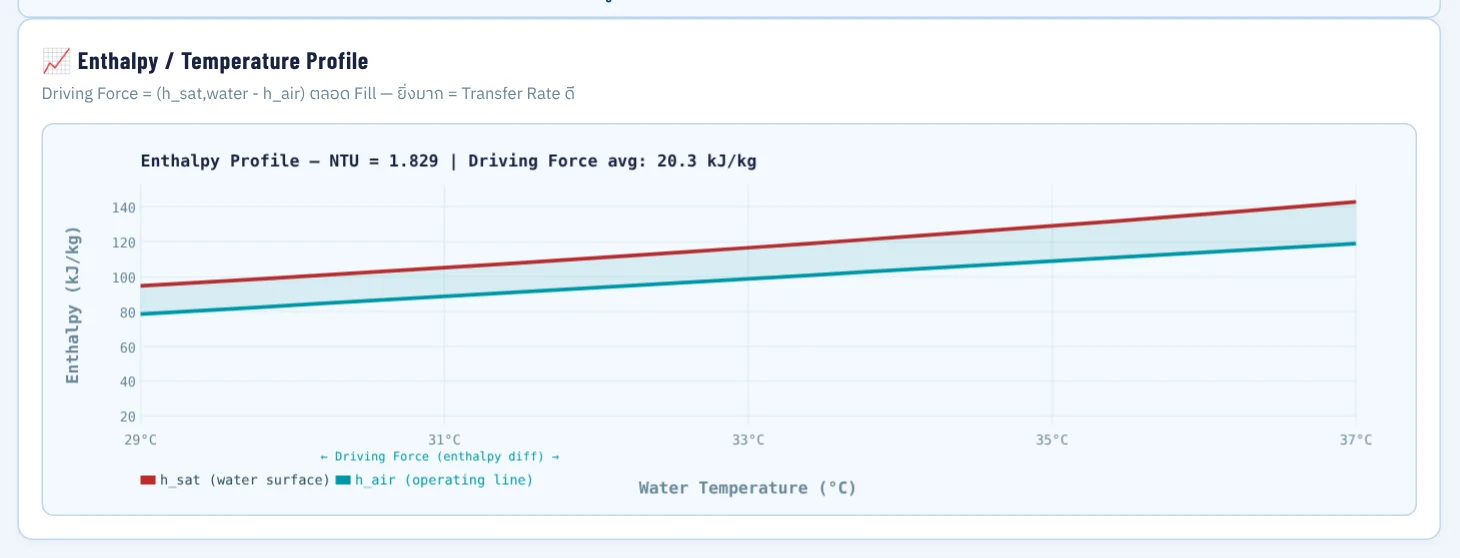 📈 Enthalpy / Temperature Profile
Driving Force = (h_sat,water - h_air) ตลอด Fill — ยิ่งมาก = Transfer Rate ดี
Enthalpy Profile — NTU = 1.829 | Driving Force avg: 20.3 kJ/kg
Enthalpy (kJ/kg)
140
120
100
80
60
40
20
29°C 31°C 33°C 35°C 37°C
← Driving Force (enthalpy diff) →
h_sat (water surface) h_air (operating line)
Water Temperature (°C)